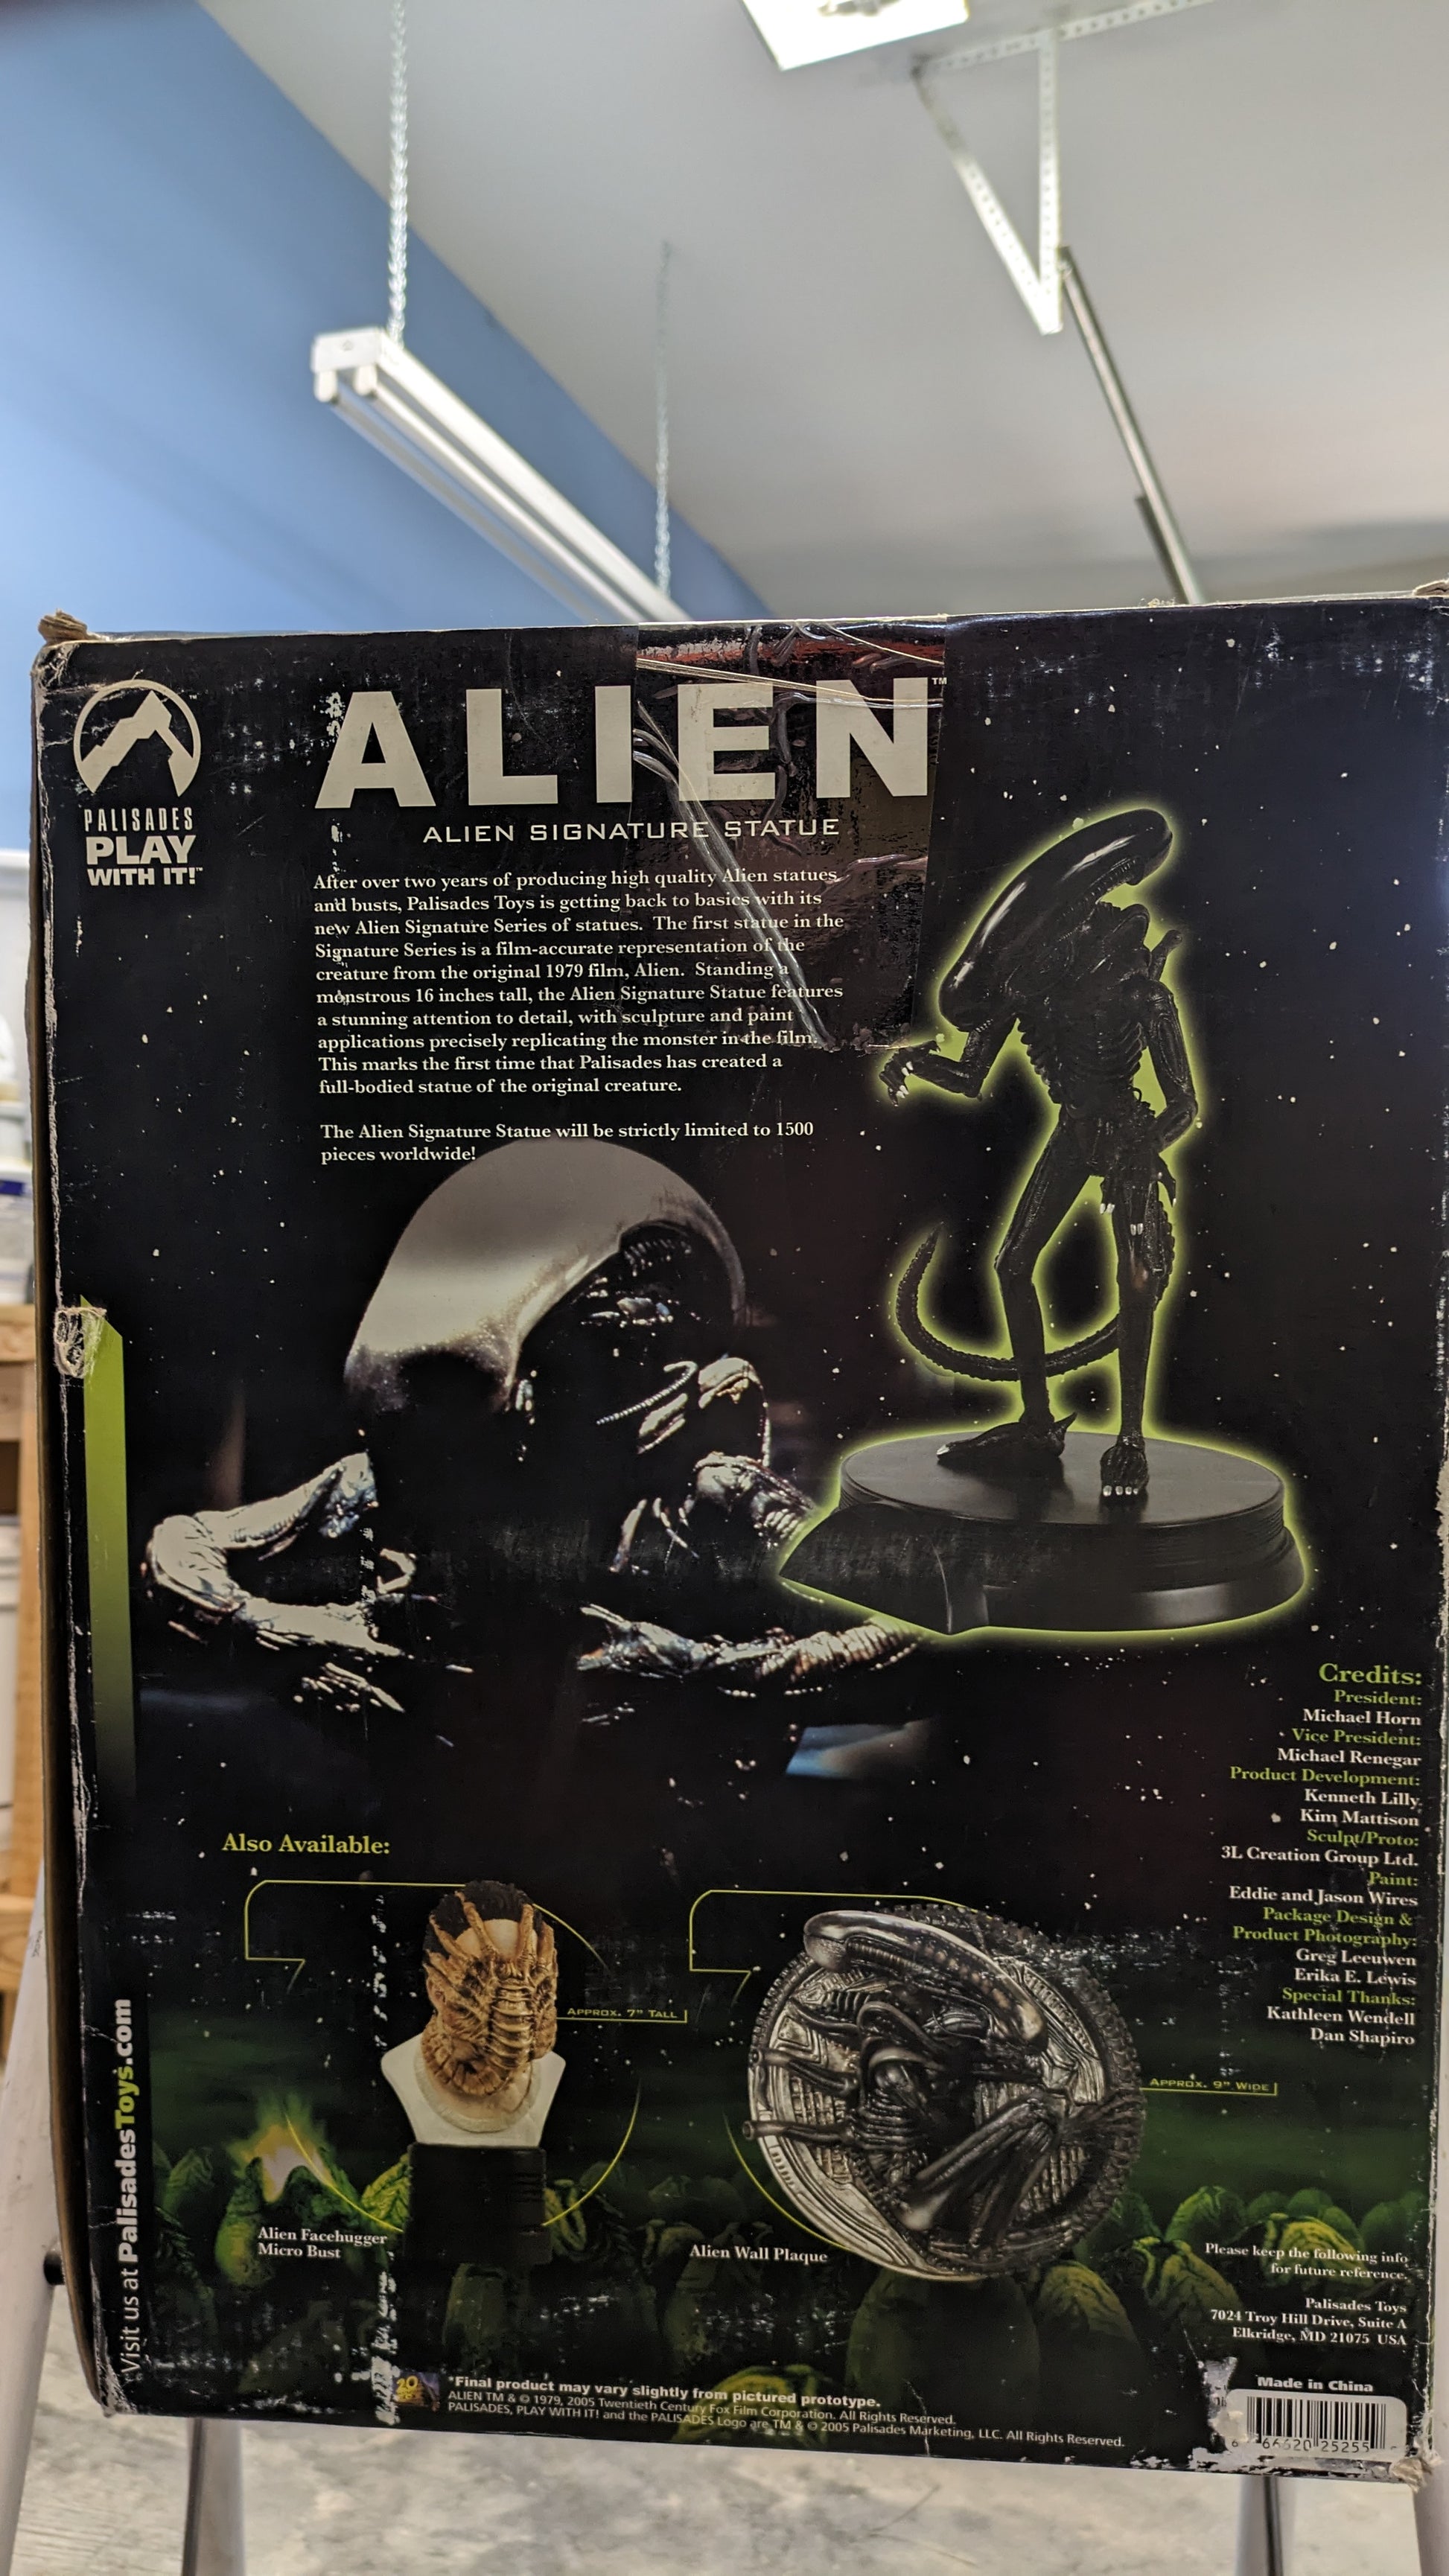 PALISADES
PLAY
WITH IT!™
ALIEN™
ALIEN SIGNATURE STATUE
After over two years of producing high quality Alien statues
and busts, Palisades Toys is getting back to basics with its
new Alien Signature Series of statues. The first statue in the
Signature Series is a film-accurate representation of the
creature from the original 1979 film, Alien. Standing a
monstrous 16 inches tall, the Alien Signature Statue features
a stunning attention to detail, with sculpture and paint
applications precisely replicating the monster in the film.
This marks the first time that Palisades has created a
full-bodied statue of the original creature.
The Alien Signature Statue will be strictly limited to 1500
pieces worldwide!
Credits:
President:
Michael Horn
Vice President:
Michael Renegar
Product Development:
Kenneth Lilly
Kim Mattison
Sculpt/Proto:
3L Creation Group Ltd.
Paint:
Eddie and Jason Wires
Package Design &
Product Photography:
Greg Leeuwen
Erika E. Lewis
Special Thanks:
Kathleen Wendell
Dan Shapiro
Also Available:
APPROX. 7" TALL
Alien Facehugger
Micro Bust
APPROX. 9" WIDE
Alien Wall Plaque
Visit us at PalisadesToys.com
Please keep the following info
for future reference.
Palisades Toys
7024 Troy Hill Drive, Suite A
Elkridge, MD 21075 USA
Made in China
20
*Final product may vary slightly from pictured prototype.
ALIEN TM & © 1979, 2005 Twentieth Century Fox Film Corporation. All Rights Reserved.
PALISADES, PLAY WITH IT! and the PALISADES Logo are TM & © 2005 Palisades Marketing, LLC. All Rights Reserved.
66620 25255